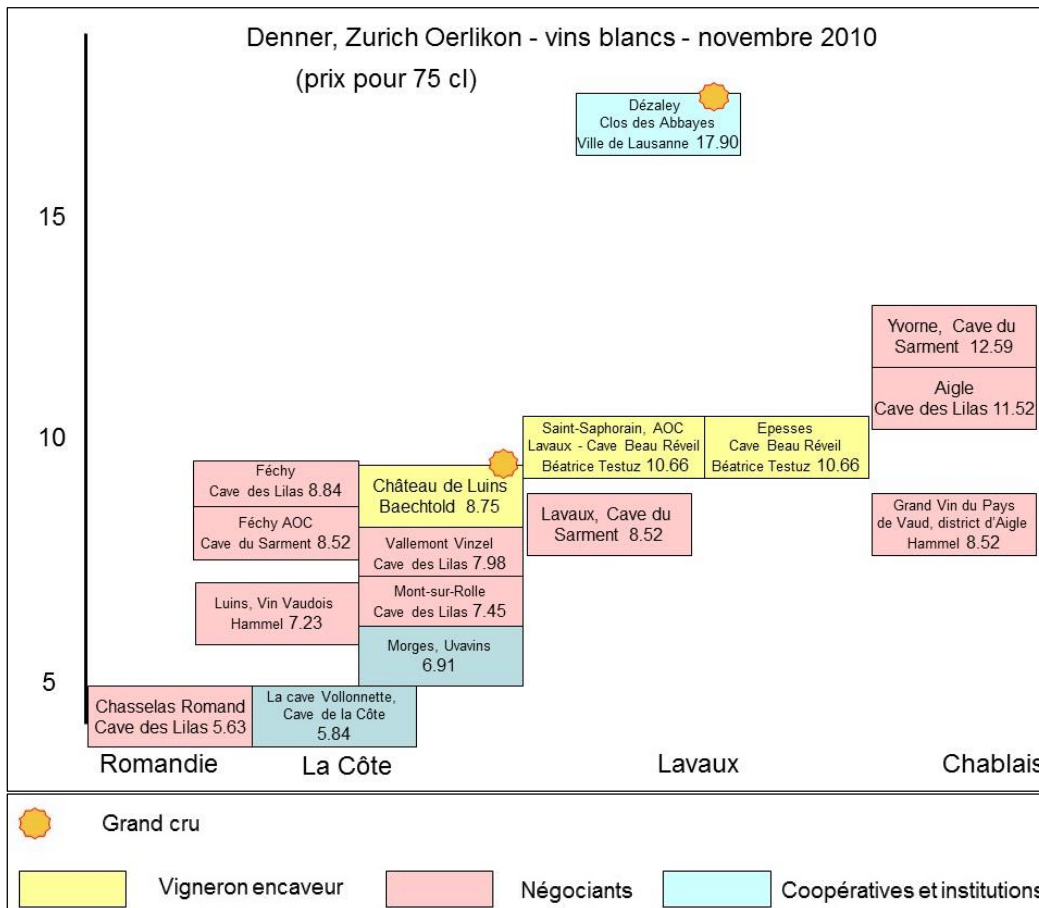 Denner, Zurich Oerlikon - vins blancs - novembre 2010
(prix pour 75 cl)
Dézaley
Clos des Abbayes
Ville de Lausanne 17.90
15
Yvorne, Cave du
Sarment 12.59
Aigle
Cave des Lilas 11.52
10
Saint-Saphorain, AOC
Lavaux - Cave Beau Réveil
Béatrice Testuz 10.66
Epesses
Cave Beau Réveil
Béatrice Testuz 10.66
Féchy
Cave des Lilas 8.84
Château de Luins
Baechtold 8.75
Féchy AOC
Cave du Sarment 8.52
Lavaux, Cave du
Sarment 8.52
Grand Vin du Pays
de Vaud, district d'Aigle
Hammel 8.52
Vallemont Vinzel
Cave des Lilas 7.98
Luins, Vin Vaudois
Hammel 7.23
Mont-sur-Rolle
Cave des Lilas 7.45
Morges, Uvavins
6.91
5
Chasselas Romand
Cave des Lilas 5.63
La cave Vollonnette,
Cave de la Côte
5.84
Romandie
La Côte
Lavaux
Chablais
Grand cru
Vigneron encaveur
Négociants
Coopératives et institutions